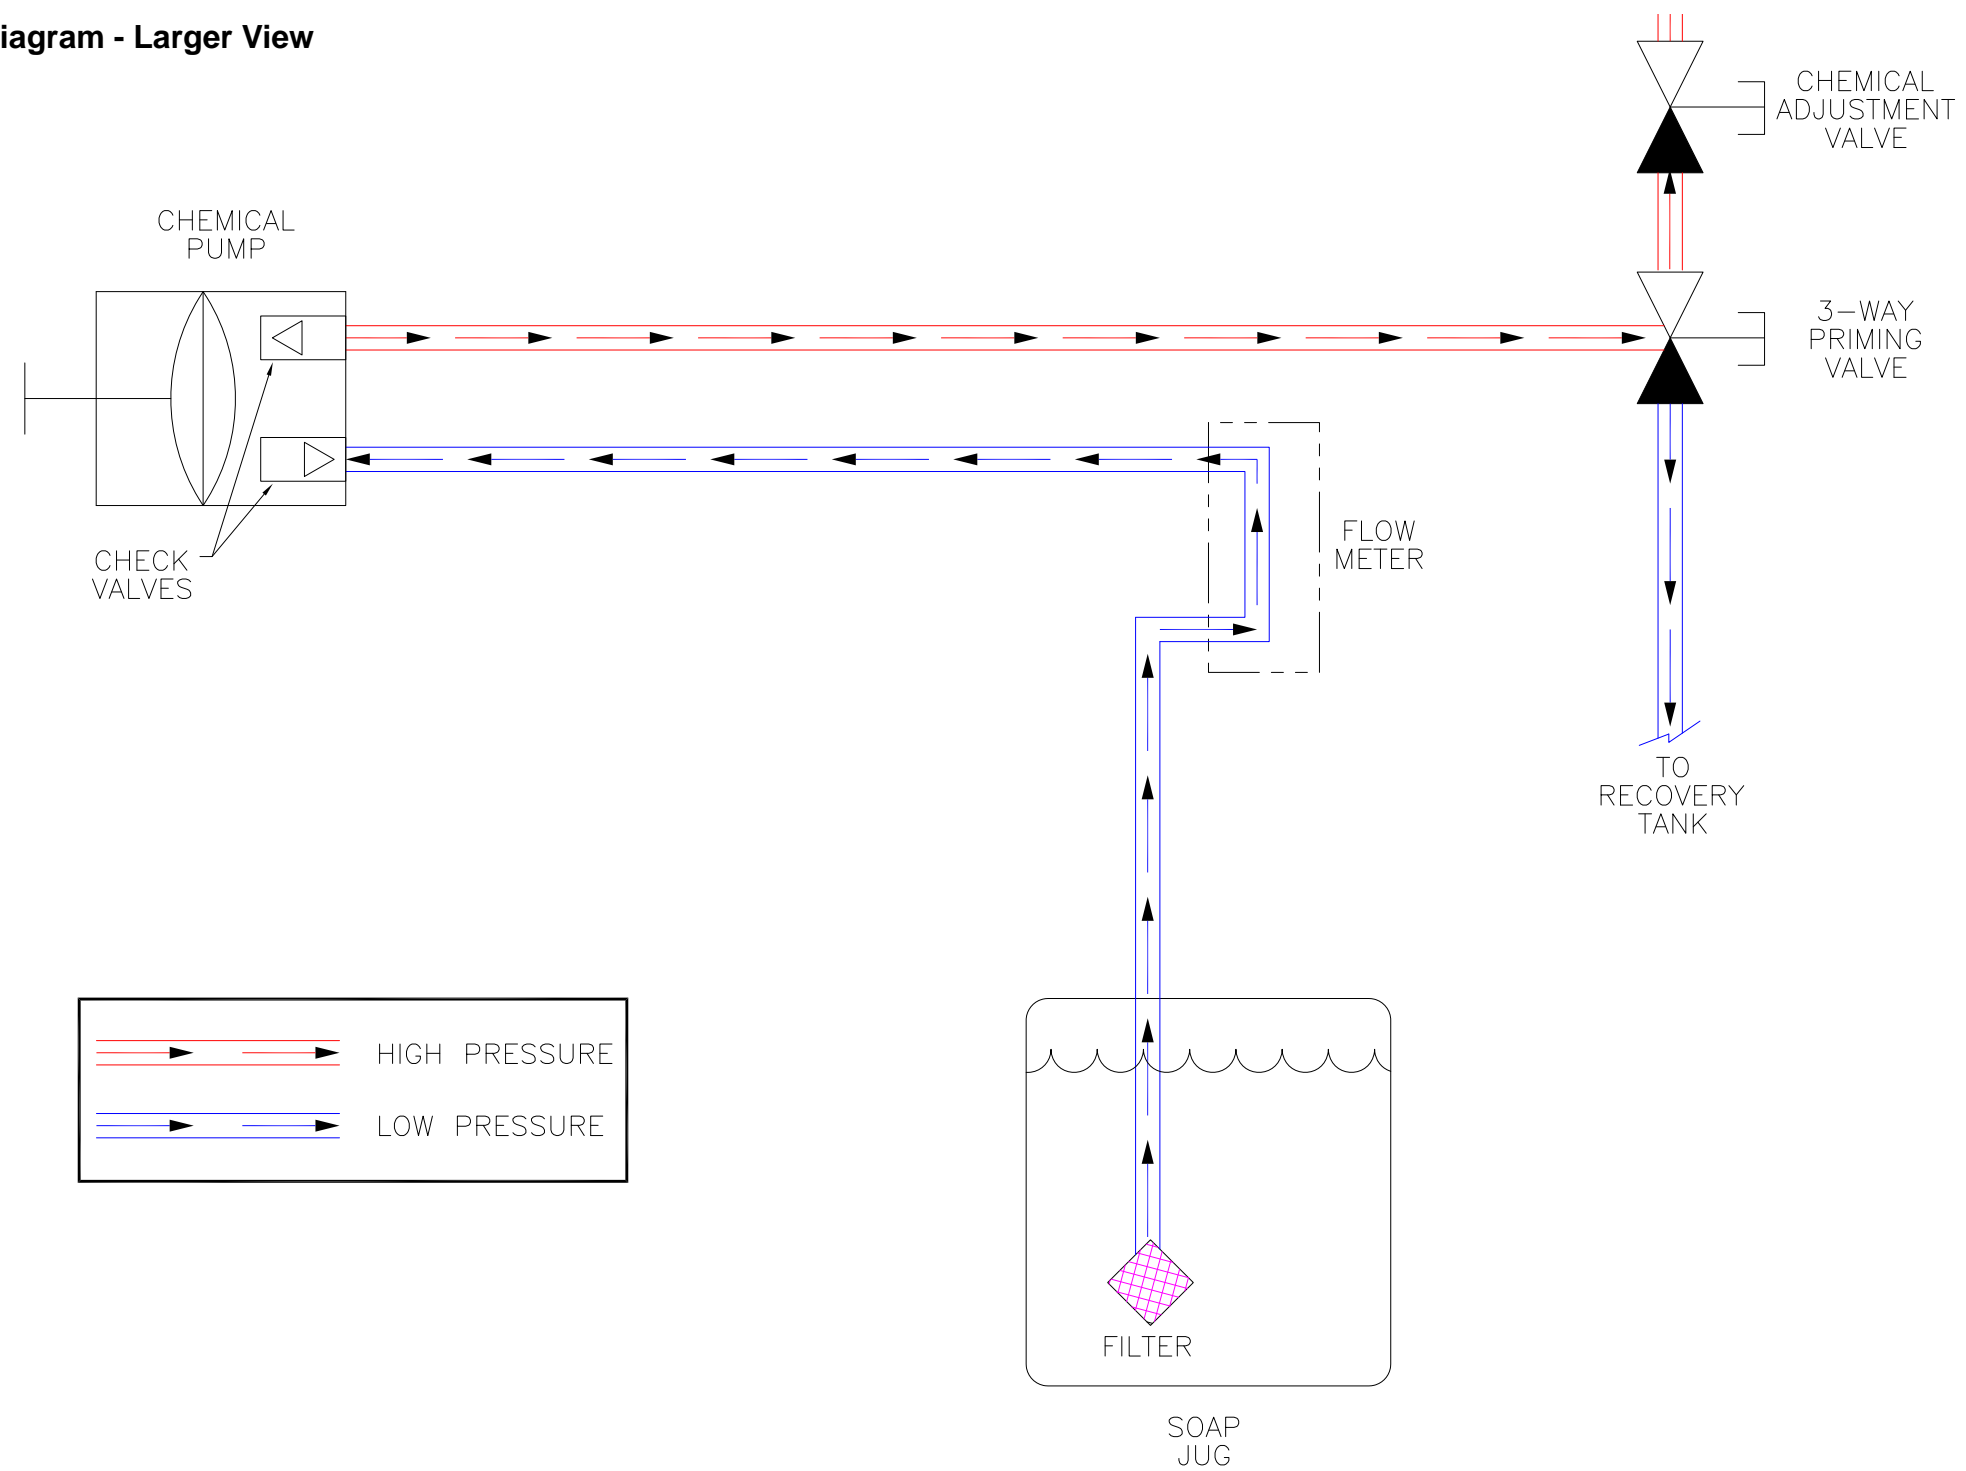 iagram - Larger View
CHEMICAL
ADJUSTMENT
VALVE
CHEMICAL
PUMP
3-WAY
PRIMING
VALVE
CHECK
VALVES
FLOW
METER
TO
RECOVERY
TANK
HIGH PRESSURE
LOW PRESSURE
FILTER
SOAP
JUG